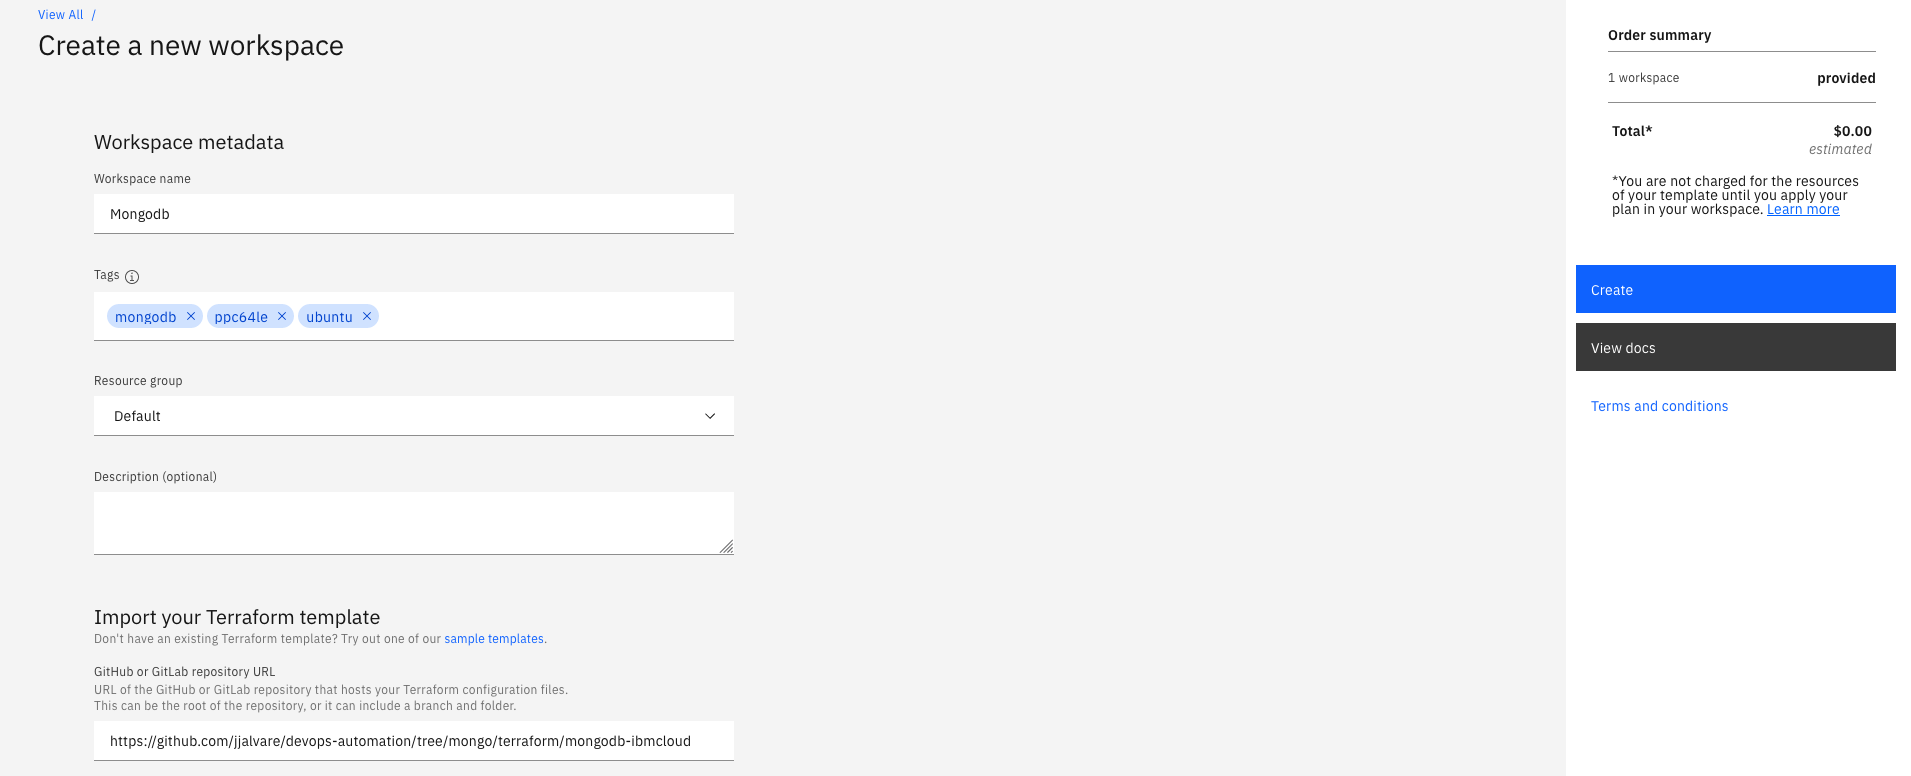 View All /
Create a new workspace
Workspace metadata
Workspace name
Mongodb
Tags
mongodb ppc64le ubuntu
Resource group
Default
Description (optional)
Import your Terraform template
Don't have an existing Terraform template? Try out one of our sample templates.
GitHub or GitLab repository URL
URL of the GitHub or GitLab repository that hosts your Terraform configuration files.
This can be the root of the repository, or it can include a branch and folder.
https://github.com/jjalvare/devops-automation/tree/mongo/terraform/mongodb-ibmcloud
Order summary
1 workspace provided
Total* $0.00
estimated
*You are not charged for the resources
of your template until you apply your
plan in your workspace. Learn more
Create
View docs
Terms and conditions